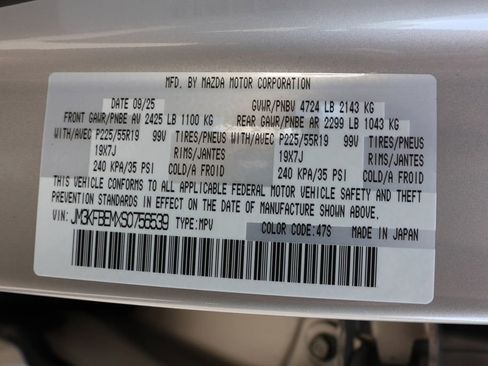 MFD. BY MAZDA MOTOR CORPORATION
DATE 09/25 GVWR/PNBV 4724 LB 2143 KG
FRONT GAWR/PNBE AV 2425 LB 1100 KG REAR GAWR/PNBE AR 2299 LB 1043 KG
WITH/AVEC P225/55R19 99V TIRES/PNEUS WITH/AVEC P225/55R19 99V TIRES/PNEUS
19X7J RIMS/JANTES 19X7J RIMS/JANTES
240 KPA/35 PSI COLD/A FROID 240 KPA/35 PSI COLD/A FROID
THIS VEHICLE CONFORMS TO ALL APPLICABLE FEDERAL MOTOR VEHICLE SAFETY AND THEFT
PREVENTION STANDARDS IN EFFECT ON THE DATE OF MANUFACTURE SHOWN ABOVE.
VIN: JM3KFBEMXS0756539 TYPE:MPV COLOR CODE:47S MADE IN JAPAN